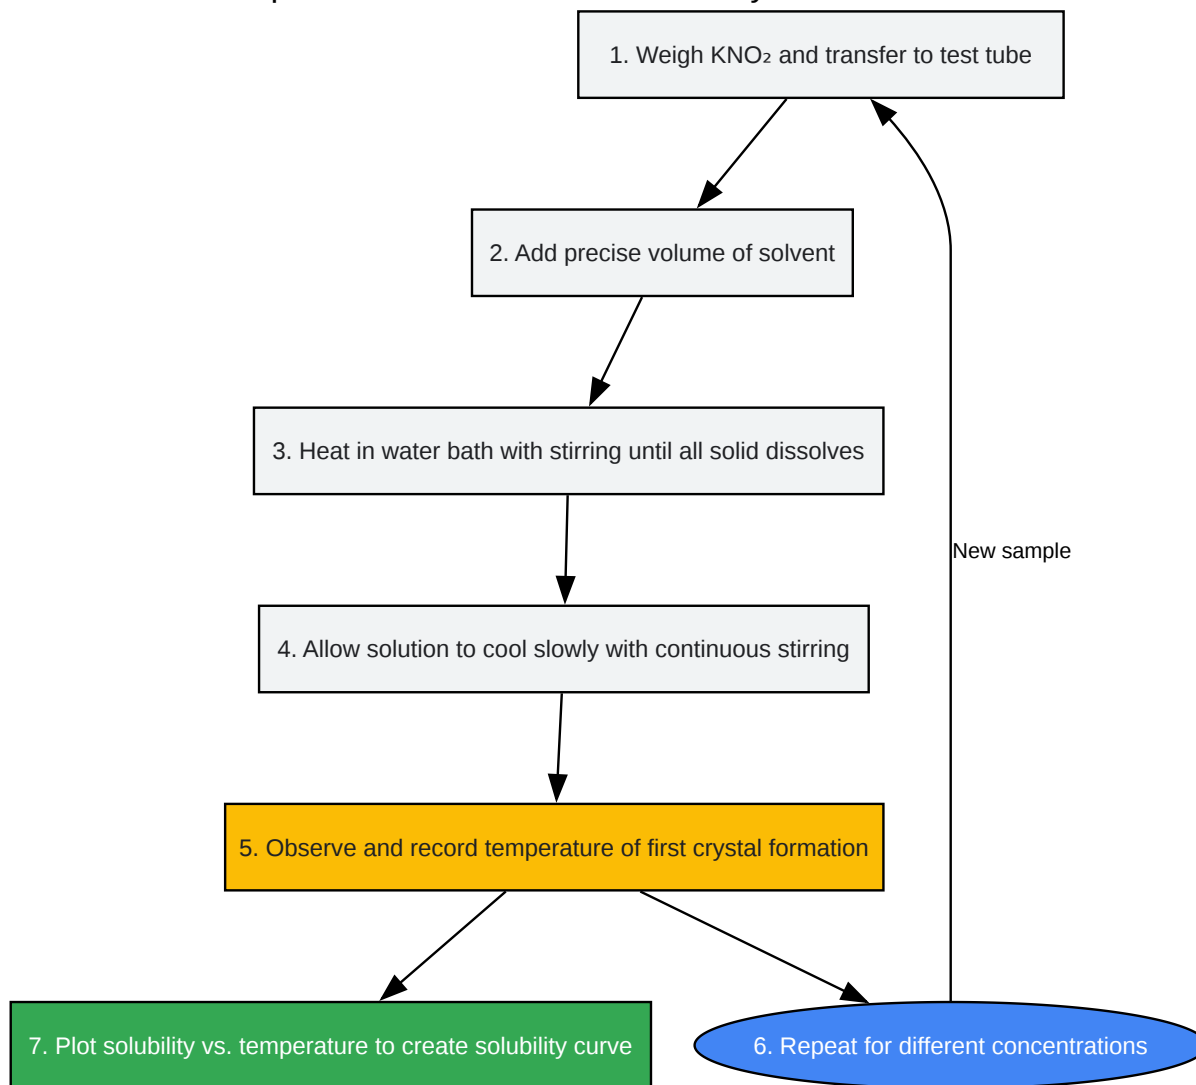 1. Weigh KNO₂ and transfer to test tube
2. Add precise volume of solvent
3. Heat in water bath with stirring until all solid dissolves
New sample
4. Allow solution to cool slowly with continuous stirring
5. Observe and record temperature of first crystal formation
7. Plot solubility vs. temperature to create solubility curve
6. Repeat for different concentrations